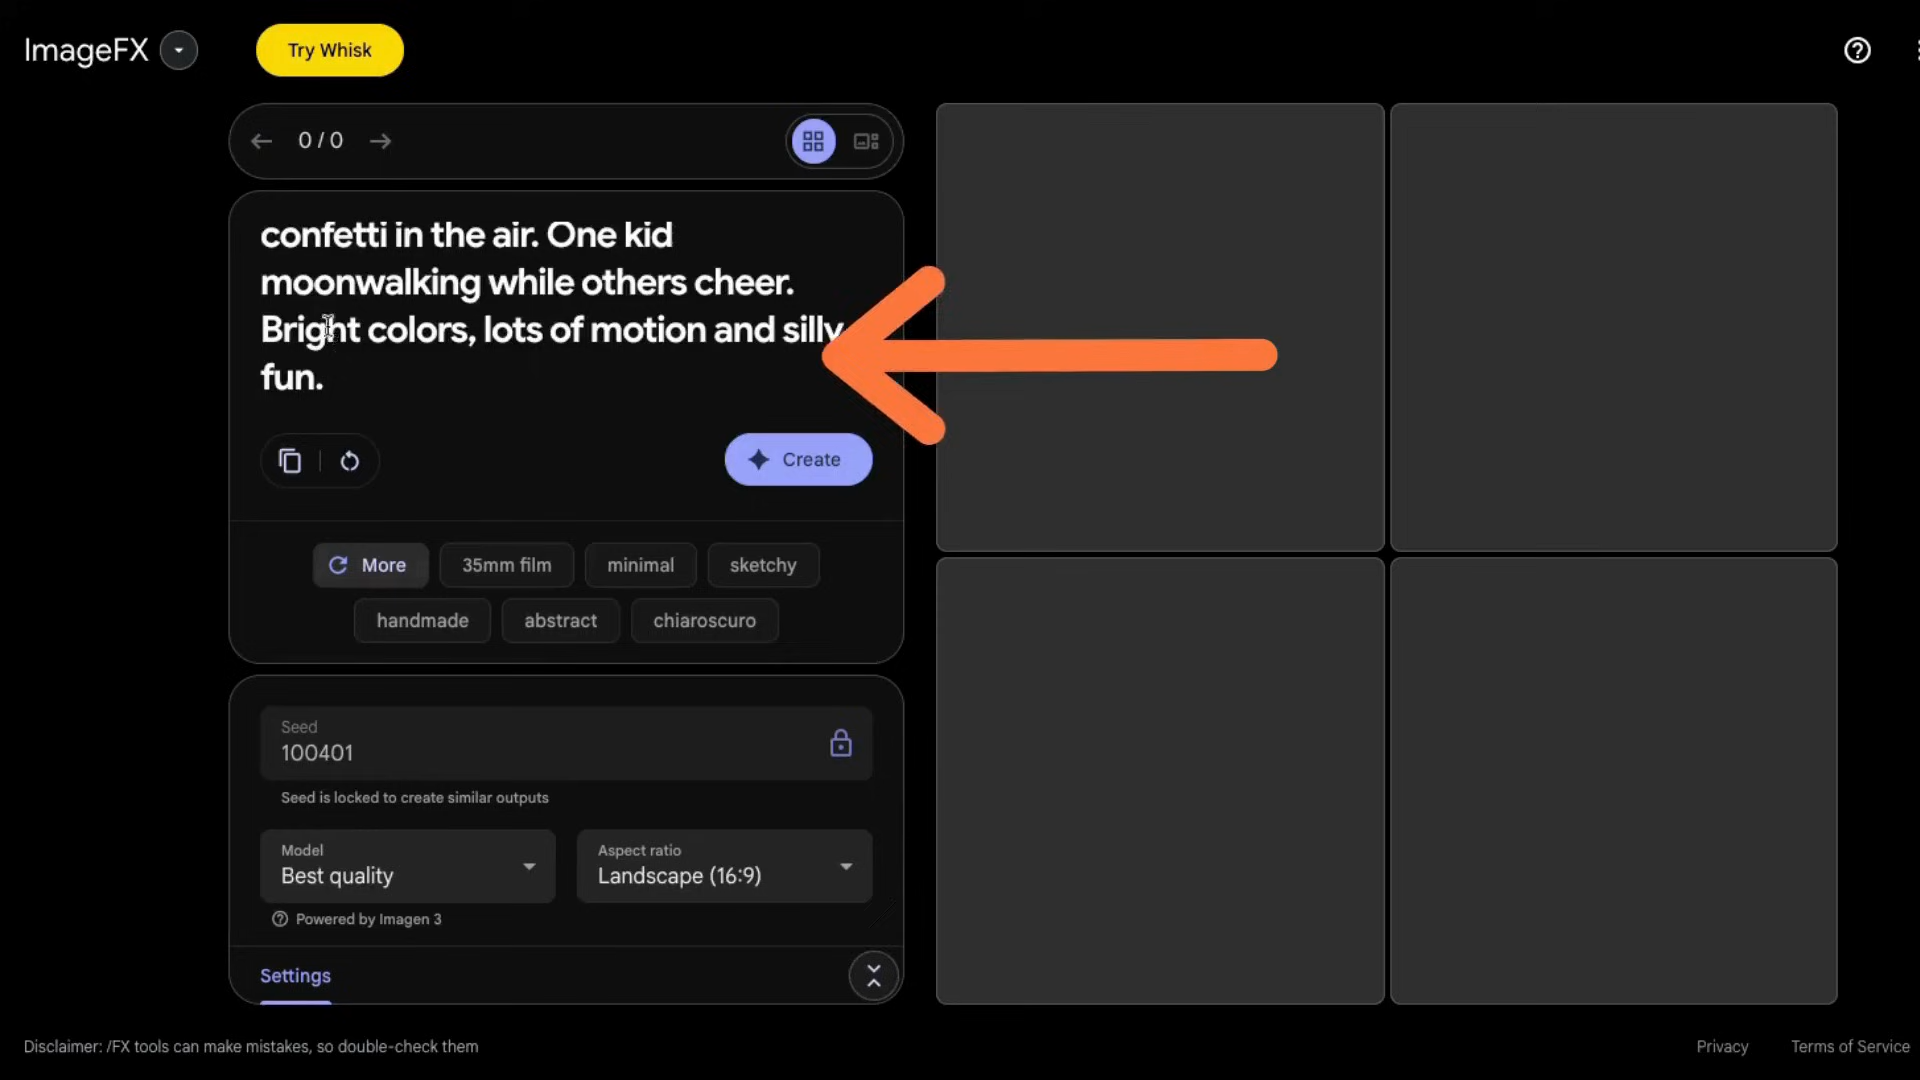 ImageFX
Try Whisk
0 / 0
confetti in the air. One kid
moonwalking while others cheer.
Bright colors, lots of motion and silly
fun.
Create
More
35mm film
minimal
sketchy
handmade
abstract
chiaroscuro
Seed
100401
Seed is locked to create similar outputs
Model
Best quality
Aspect ratio
Landscape (16:9)
Powered by Imagen 3
Settings
Disclaimer: /FX tools can make mistakes, so double-check them
Privacy
Terms of Service